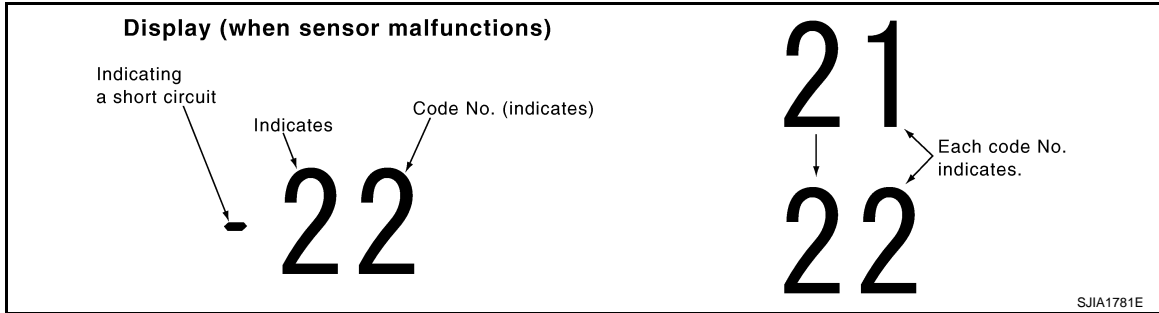 Display (when sensor malfunctions)
Indicating
a short circuit
Indicates
Code No. (indicates)
- 22
21
Each code No.
indicates.
22
SJIA1781E